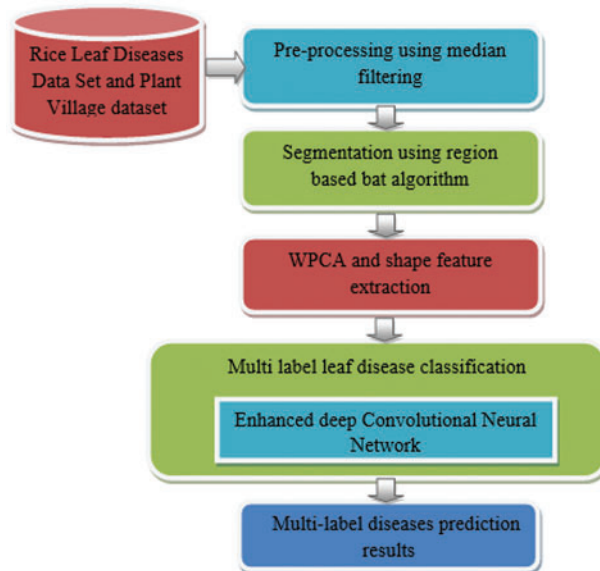 Rice Leaf Diseases
Data Set and Plant
Village dataset
Pre-processing using median
filtering
Segmentation using region
based bat algorithm
WPCA and shape feature
extraction
Multi label leaf disease classification
Enhanced deep Convolutional Neural
Network
Multi-label diseases prediction
results